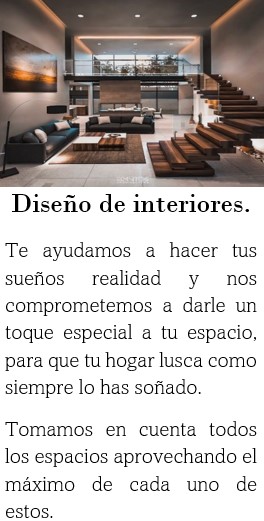 Diseño de interiores.
Te ayudamos a hacer tus
sueños realidad y nos
comprometemos a darle un
toque especial a tu espacio,
para que tu hogar lusca como
siempre lo has soñado.
Tomamos en cuenta todos
los espacios aprovechando el
máximo de cada uno de
estos.